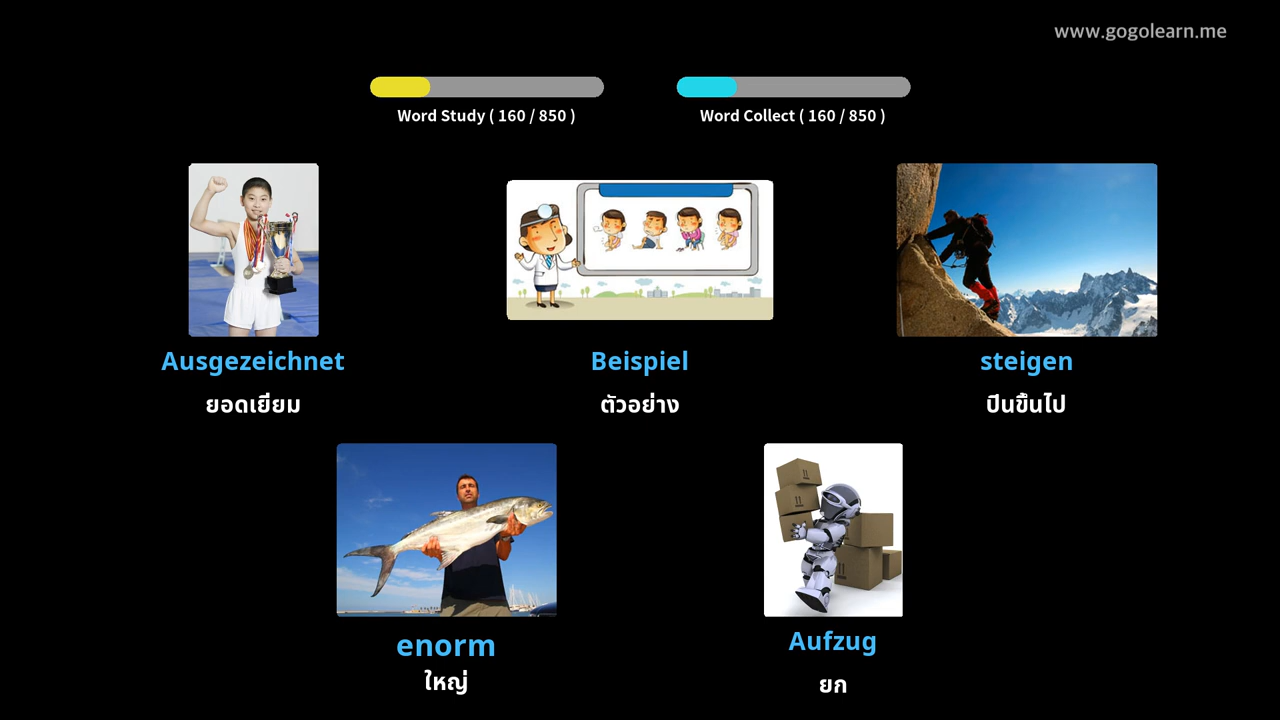 www.gogolearn.me
Word Study ( 160 / 850 )
Word Collect ( 160 / 850 )
Ausgezeichnet
ยอดเยี่ยม
Beispiel
ตัวอย่าง
steigen
ปีนขึ้นไป
enorm
ใหญ่
Aufzug
ยก